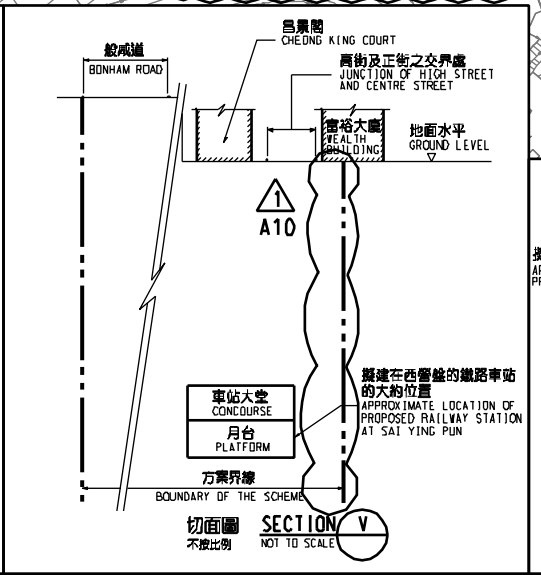 昌景閣
CHEONG KING COURT
般咸道
BONHAM ROAD
高街及正街之交界處
JUNCTION OF HIGH STREET
AND CENTRE STREET
富裕大廈
WEALTH
BUILDING
地面水平
GROUND LEVEL
1
A10
擬建在西營盤的鐵路車站
的大約位置
APPROXIMATE LOCATION OF
PROPOSED RAILWAY STATION
AT SAI YING PUN
車站大堂
CONCOURSE
月台
PLATFORM
方案界線
BOUNDARY OF THE SCHEME
切面圖 SECTION V
不按比例 NOT TO SCALE